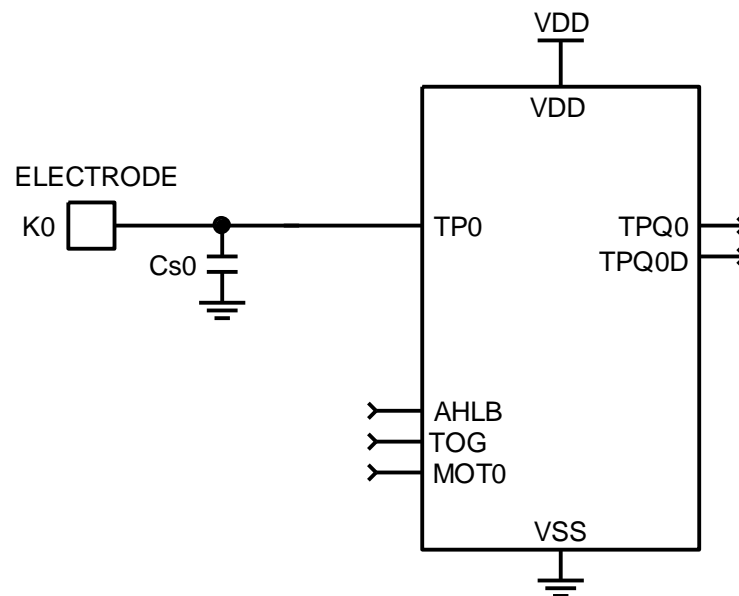 VDD
VDD
ELECTRODE
K0
TP0
TPQ0
Cs0
TPQ0D
AHLB
TOG
MOT0
VSS